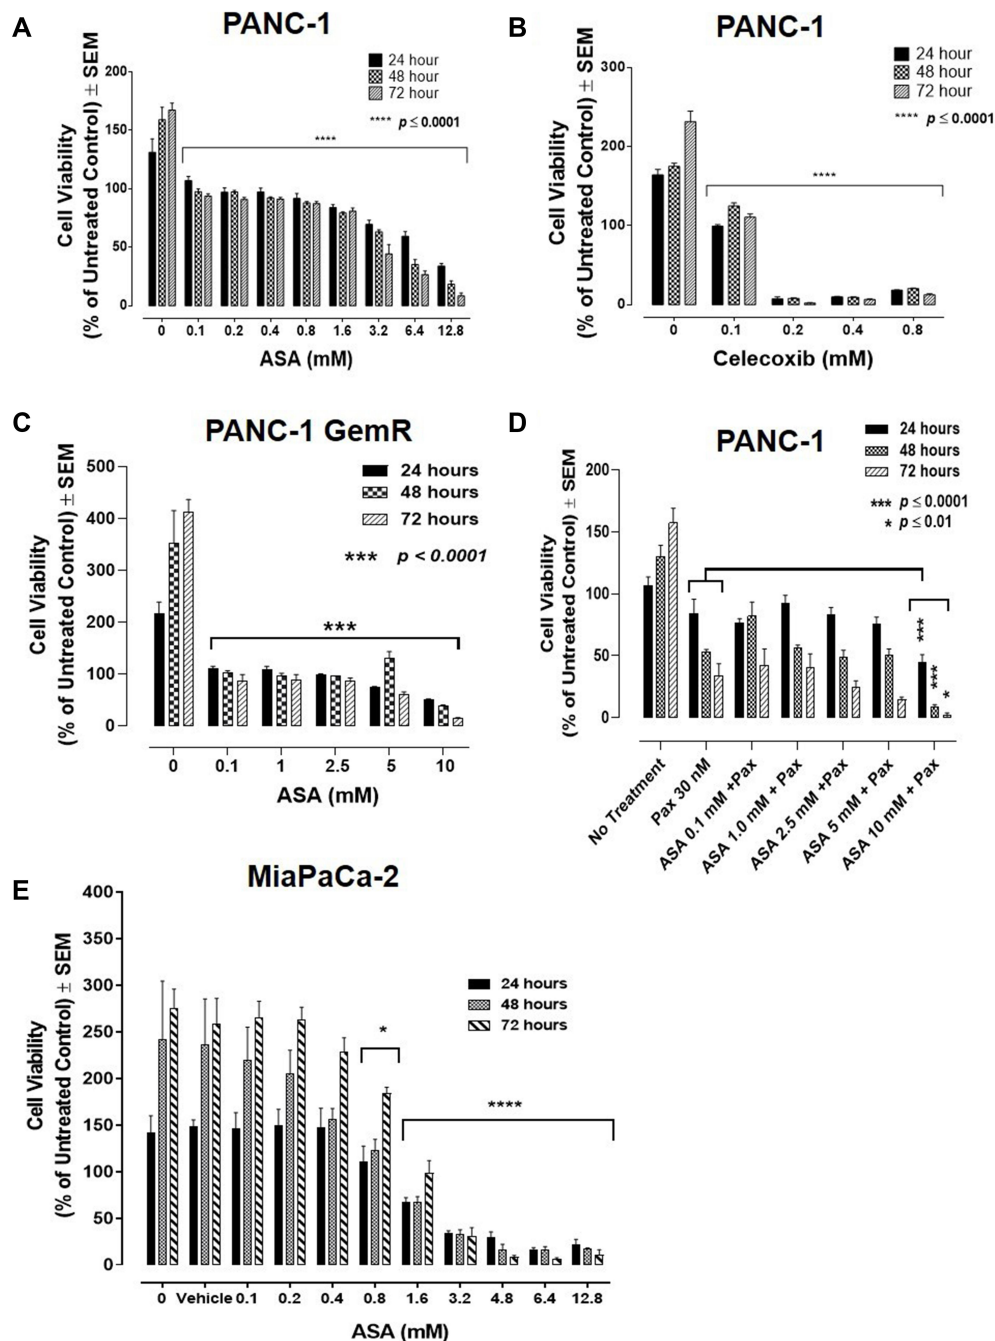 A
PANC-1
Cell Viability
(% of Untreated Control) ± SEM
200
150
100
50
0
24 hour
48 hour
72 hour
**** p ≤ 0.0001
****
0 0.1 0.2 0.4 0.8 1.6 3.2 6.4 12.8
ASA (mM)
B
PANC-1
Cell Viability
(% of Untreated Control) ± SEM
300
200
100
0
24 hour
48 hour
72 hour
**** p ≤ 0.0001
****
0 0.1 0.2 0.4 0.8
Celecoxib (mM)
C
PANC-1 GemR
Cell Viability
(% of Untreated Control) ± SEM
500
400
300
200
100
0
24 hours
48 hours
72 hours
*** p < 0.0001
***
0 0.1 1 2.5 5 10
ASA (mM)
D
PANC-1
Cell Viability
(% of Untreated Control) ± SEM
200
150
100
50
0
24 hours
48 hours
72 hours
*** p ≤ 0.0001
* p ≤ 0.01
***
***
*
No Treatment
Pax 30 nM
ASA 0.1 mM +Pax
ASA 1.0 mM + Pax
ASA 2.5 mM +Pax
ASA 5 mM + Pax
ASA 10 mM + Pax
E
MiaPaCa-2
Cell Viability
(% of Untreated Control) ± SEM
400
350
300
250
200
150
100
50
0
24 hours
48 hours
72 hours
*
****
0 Vehicle 0.1 0.2 0.4 0.8 1.6 3.2 4.8 6.4 12.8
ASA (mM)